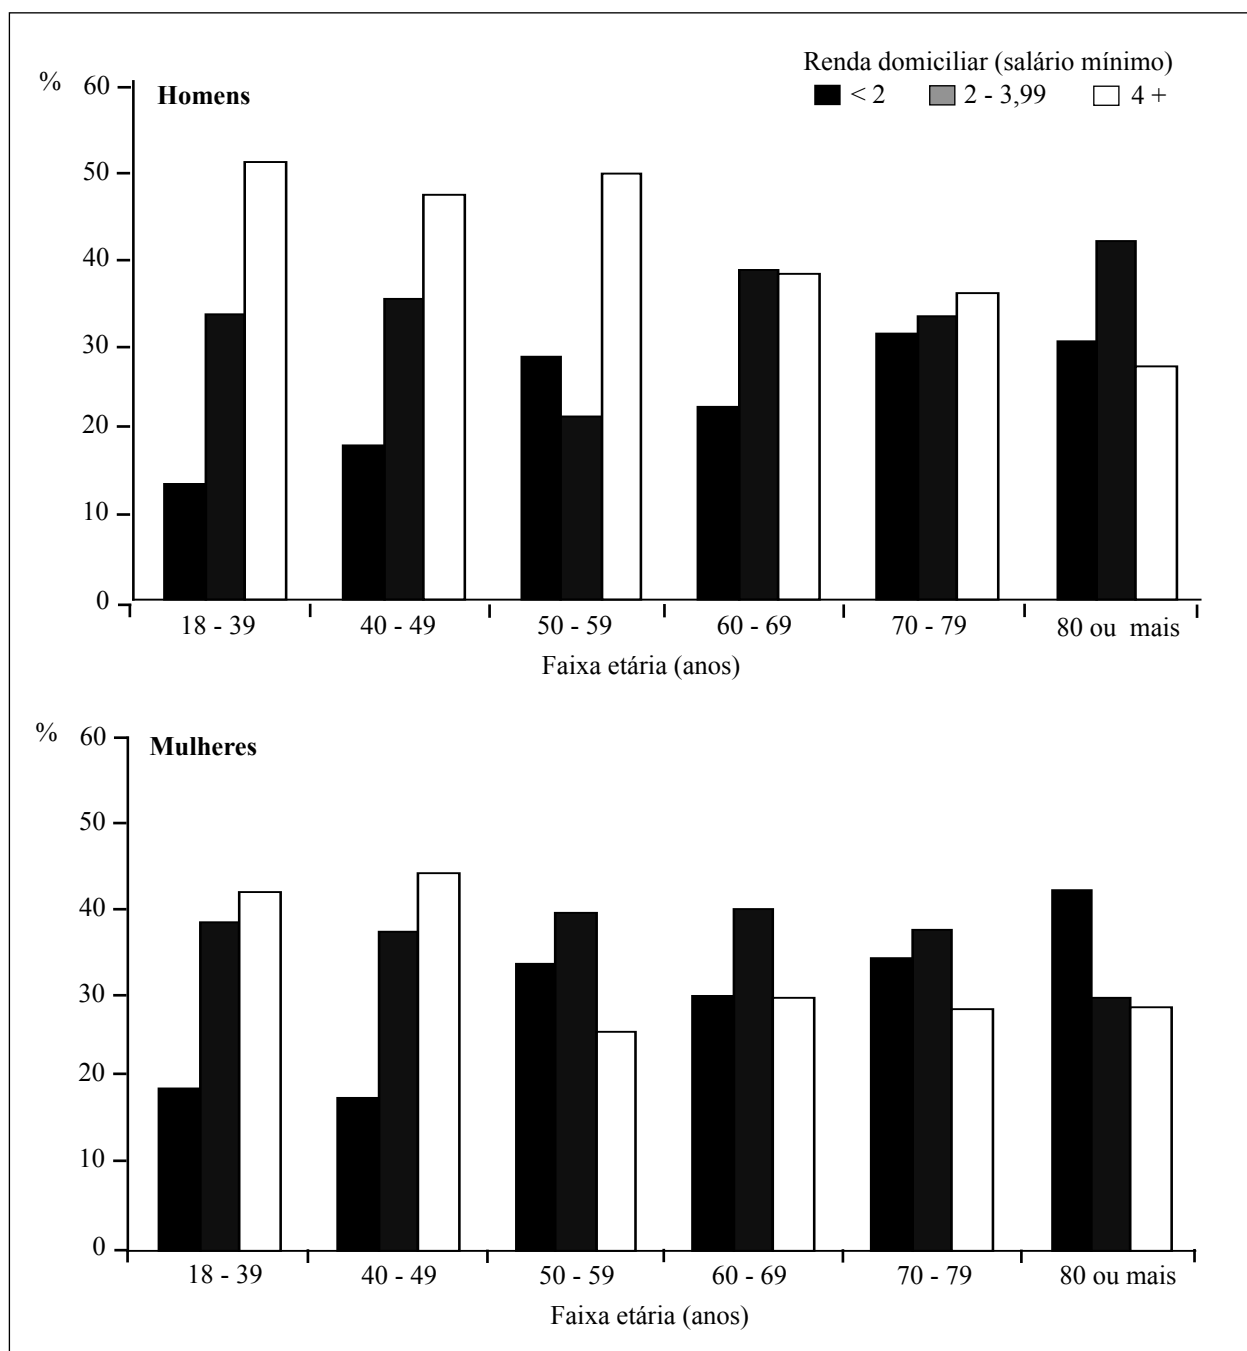 Renda domiciliar (salário mínimo)
< 2 2 - 3,99 4 +
% 60
Homens
50
40
30
20
10
0
18 - 39 40 - 49 50 - 59 60 - 69 70 - 79 80 ou mais
Faixa etária (anos)
% 60
Mulheres
50
40
30
20
10
0
18 - 39 40 - 49 50 - 59 60 - 69 70 - 79 80 ou mais
Faixa etária (anos)